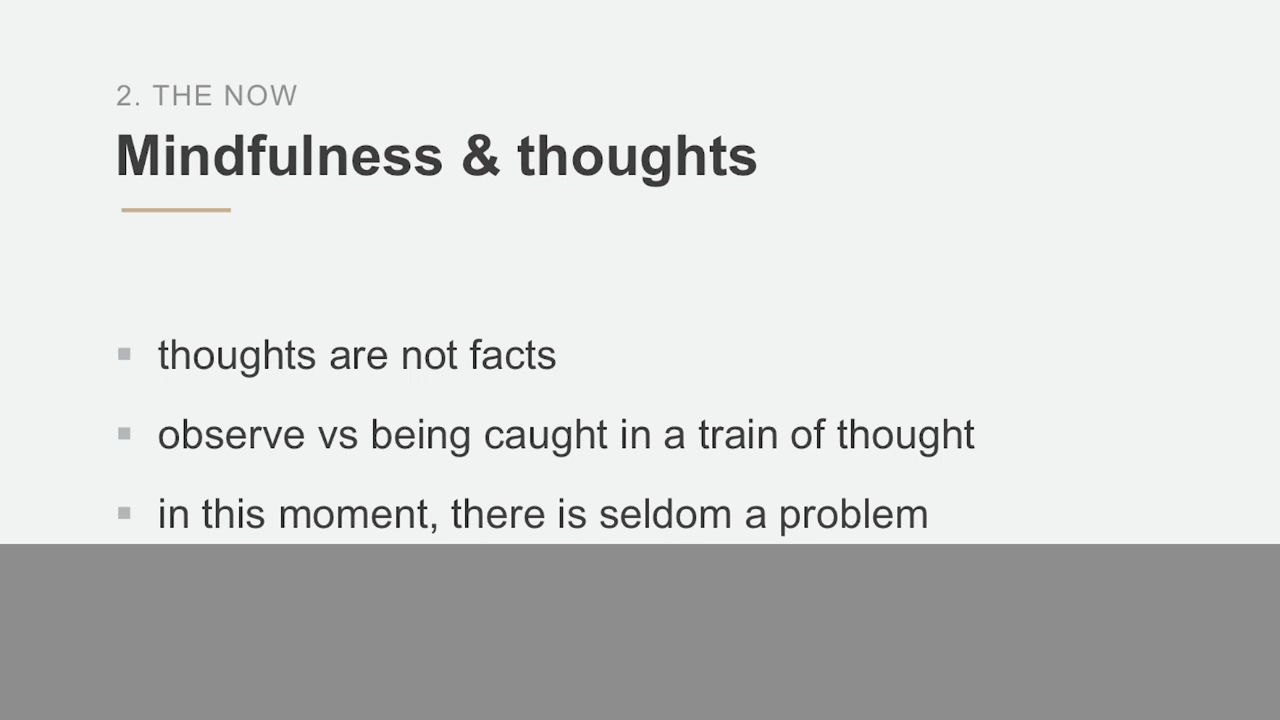 2. THE NOW
Mindfulness & thoughts
thoughts are not facts
observe vs being caught in a train of thought
in this moment, there is seldom a problem